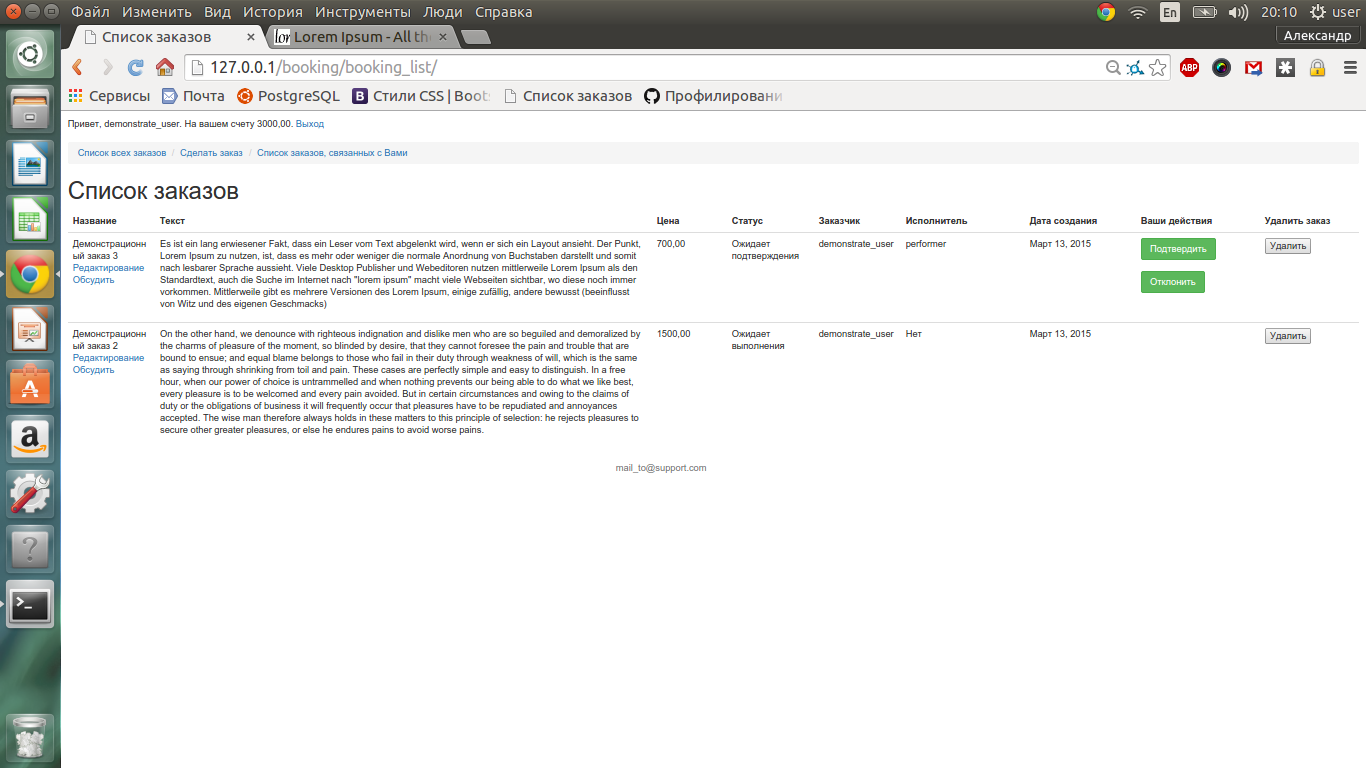 Файл Изменить Вид История Инструменты Люди Справка En 20:10 user
Список заказов × Lorem Ipsum - All the × Александр
127.0.0.1/booking/booking_list/ ABP
Сервисы Почта PostgreSQL B Стили CSS | Boot Список заказов Профилировани
Привет, demonstrate_user. На вашем счету 3000,00. Выход
Список всех заказов / Сделать заказ / Список заказов, связанных с Вами
Список заказов
Название Текст Цена Статус Заказчик Исполнитель Дата создания Ваши действия Удалить заказ
Демонстрационн
ый заказ 3
Редактирование
Обсудить
Es ist ein lang erwiesener Fakt, dass ein Leser vom Text abgelenkt wird, wenn er sich ein Layout ansieht. Der Punkt,
Lorem Ipsum zu nutzen, ist, dass es mehr oder weniger die normale Anordnung von Buchstaben darstellt und somit
nach lesbarer Sprache aussieht. Viele Desktop Publisher und Webeditoren nutzen mittlerweile Lorem Ipsum als den
Standardtext, auch die Suche im Internet nach "lorem ipsum" macht viele Webseiten sichtbar, wo diese noch immer
vorkommen. Mittlerweile gibt es mehrere Versionen des Lorem Ipsum, einige zufällig, andere bewusst (beeinflusst
von Witz und des eigenen Geschmacks)
700,00
Ожидает
подтверждения
demonstrate_user
performer
Март 13, 2015
Подтвердить
Отклонить
Удалить
Демонстрационн
ый заказ 2
Редактирование
Обсудить
On the other hand, we denounce with righteous indignation and dislike men who are so beguiled and demoralized by
the charms of pleasure of the moment, so blinded by desire, that they cannot foresee the pain and trouble that are
bound to ensue; and equal blame belongs to those who fail in their duty through weakness of will, which is the same
as saying through shrinking from toil and pain. These cases are perfectly simple and easy to distinguish. In a free
hour, when our power of choice is untrammelled and when nothing prevents our being able to do what we like best,
every pleasure is to be welcomed and every pain avoided. But in certain circumstances and owing to the claims of
duty or the obligations of business it will frequently occur that pleasures have to be repudiated and annoyances
accepted. The wise man therefore always holds in these matters to this principle of selection: he rejects pleasures to
secure other greater pleasures, or else he endures pains to avoid worse pains.
1500,00
Ожидает
выполнения
demonstrate_user
Нет
Март 13, 2015
Удалить
mail_to@support.com